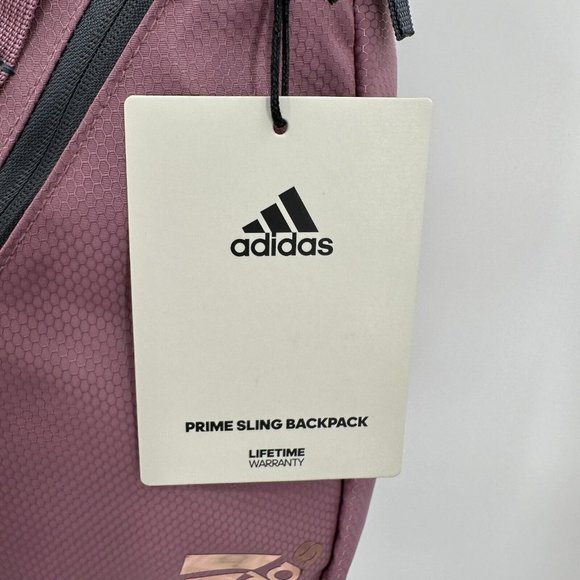 adidas
PRIME SLING BACKPACK
LIFETIME
WARRANTY